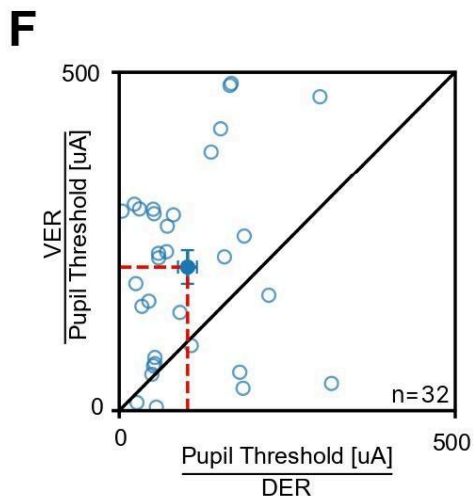 F
500
VER
Pupil Threshold [uA]
0
n=32
0
500
Pupil Threshold [uA]
DER